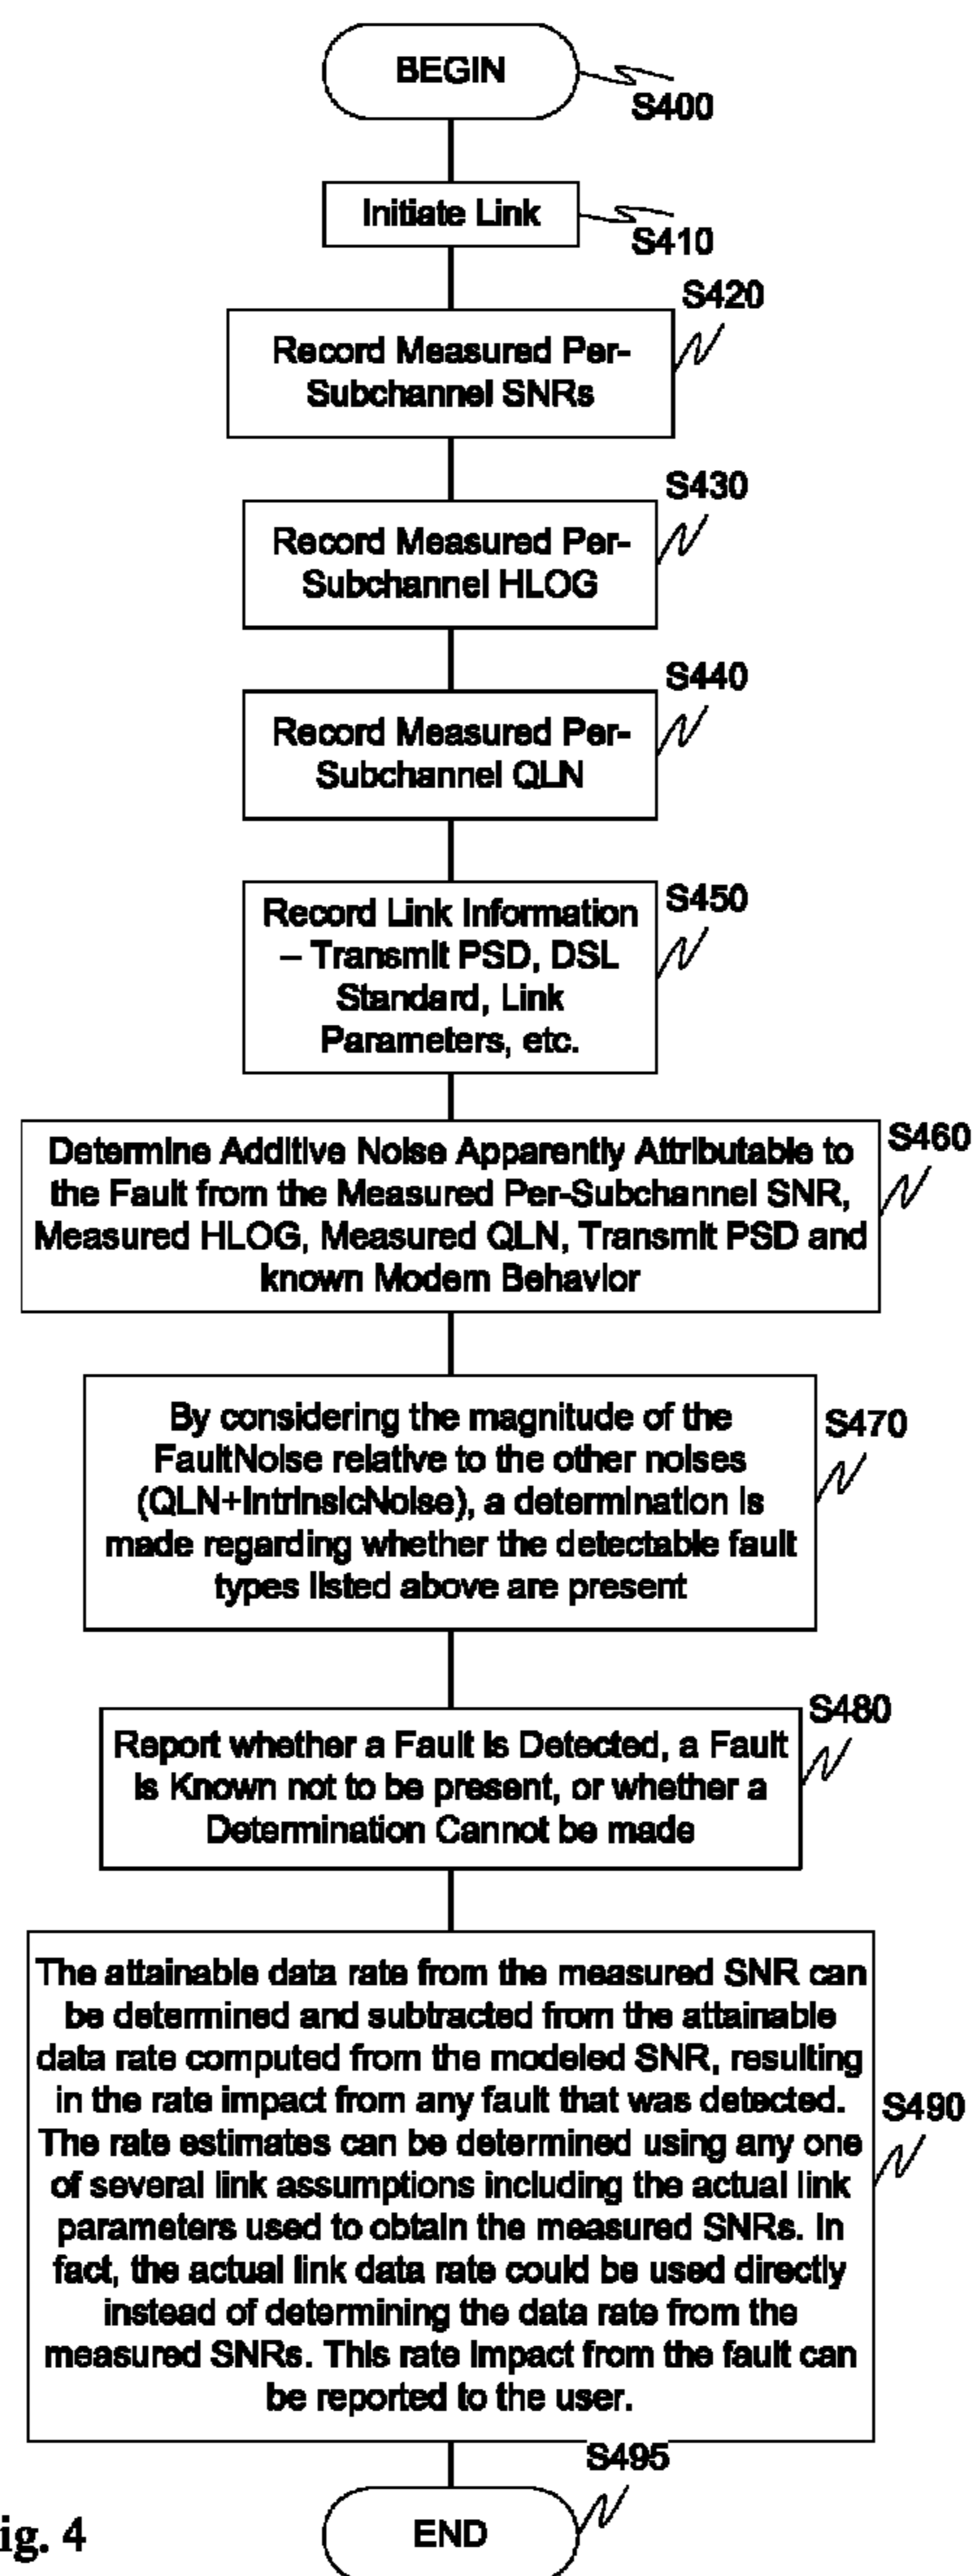 BEGIN
S400
Initiate Link
S410
S420
Record Measured Per-
Subchannel SNRs
S430
Record Measured Per-
Subchannel HLOG
S440
Record Measured Per-
Subchannel QLN
S450
Record Link Information
– Transmit PSD, DSL
Standard, Link
Parameters, etc.
S460
Determine Additive Noise Apparently Attributable to
the Fault from the Measured Per-Subchannel SNR,
Measured HLOG, Measured QLN, Transmit PSD and
known Modem Behavior
S470
By considering the magnitude of the
FaultNoise relative to the other noises
(QLN+IntrinsicNoise), a determination is
made regarding whether the detectable fault
types listed above are present
S480
Report whether a Fault is Detected, a Fault
is Known not to be present, or whether a
Determination Cannot be made
S490
The attainable data rate from the measured SNR can
be determined and subtracted from the attainable
data rate computed from the modeled SNR, resulting
in the rate impact from any fault that was detected.
The rate estimates can be determined using any one
of several link assumptions including the actual link
parameters used to obtain the measured SNRs. In
fact, the actual link data rate could be used directly
instead of determining the data rate from the
measured SNRs. This rate impact from the fault can
be reported to the user.
S495
END
ig. 4